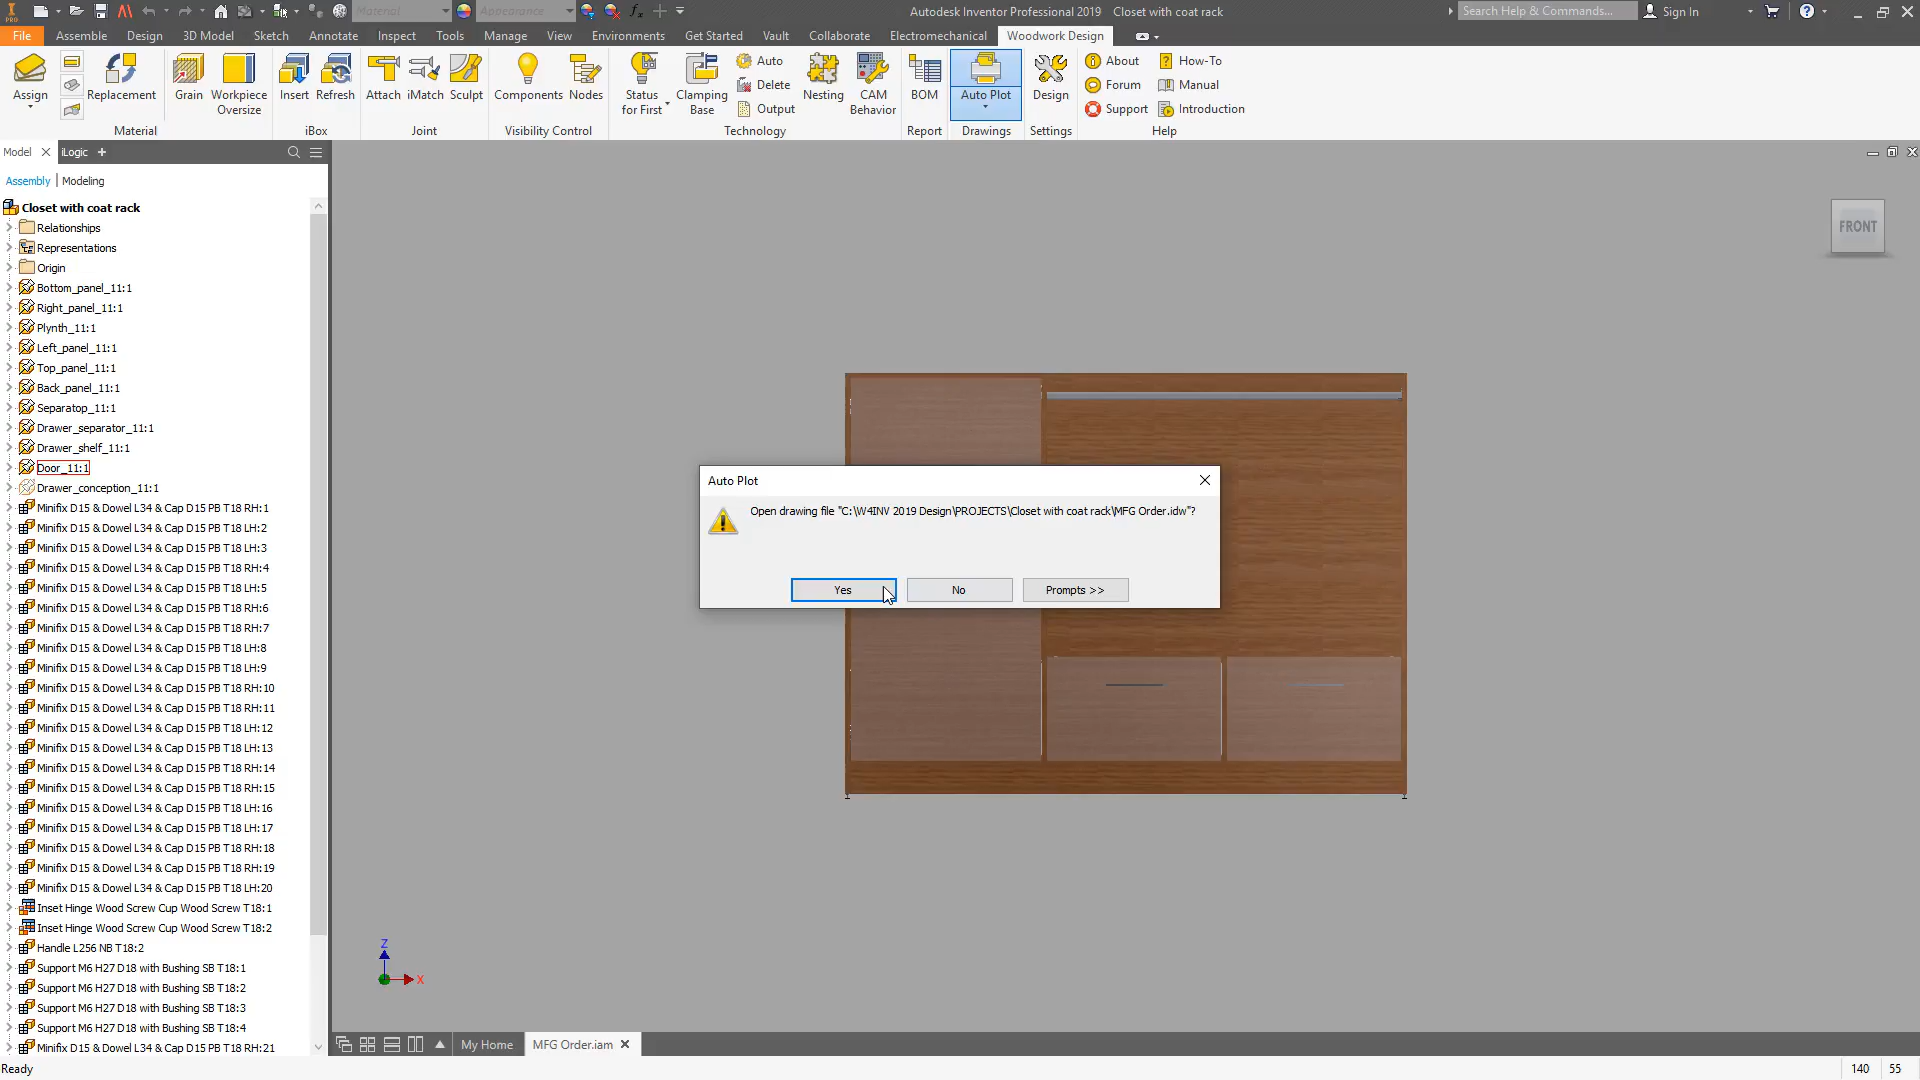 PRO
Material
Appearance
Autodesk Inventor Professional 2019 Closet with coat rack
Search Help & Commands...
Sign In
File Assemble Design 3D Model Sketch Annotate Inspect Tools Manage View Environments Get Started Vault Collaborate Electromechanical Woodwork Design
Assign
Replacement
Grain
Workpiece Oversize
Insert
Refresh
Attach
iMatch
Sculpt
Components
Nodes
Status for First
Clamping Base
Auto
Delete
Output
Nesting
CAM Behavior
BOM
Auto Plot
Design
About
Forum
Support
How-To
Manual
Introduction
Material iBox Joint Visibility Control Technology Report Drawings Settings Help
Model iLogic
Assembly Modeling
Closet with coat rack
Relationships
Representations
Origin
Bottom_panel_11:1
Right_panel_11:1
Plynth_11:1
Left_panel_11:1
Top_panel_11:1
Back_panel_11:1
Separatop_11:1
Drawer_separator_11:1
Drawer_shelf_11:1
Door_11:1
Drawer_conception_11:1
Minifix D15 & Dowel L34 & Cap D15 PB T18 RH:1
Minifix D15 & Dowel L34 & Cap D15 PB T18 LH:2
Minifix D15 & Dowel L34 & Cap D15 PB T18 LH:3
Minifix D15 & Dowel L34 & Cap D15 PB T18 RH:4
Minifix D15 & Dowel L34 & Cap D15 PB T18 LH:5
Minifix D15 & Dowel L34 & Cap D15 PB T18 RH:6
Minifix D15 & Dowel L34 & Cap D15 PB T18 RH:7
Minifix D15 & Dowel L34 & Cap D15 PB T18 LH:8
Minifix D15 & Dowel L34 & Cap D15 PB T18 LH:9
Minifix D15 & Dowel L34 & Cap D15 PB T18 RH:10
Minifix D15 & Dowel L34 & Cap D15 PB T18 RH:11
Minifix D15 & Dowel L34 & Cap D15 PB T18 LH:12
Minifix D15 & Dowel L34 & Cap D15 PB T18 LH:13
Minifix D15 & Dowel L34 & Cap D15 PB T18 RH:14
Minifix D15 & Dowel L34 & Cap D15 PB T18 RH:15
Minifix D15 & Dowel L34 & Cap D15 PB T18 LH:16
Minifix D15 & Dowel L34 & Cap D15 PB T18 LH:17
Minifix D15 & Dowel L34 & Cap D15 PB T18 RH:18
Minifix D15 & Dowel L34 & Cap D15 PB T18 RH:19
Minifix D15 & Dowel L34 & Cap D15 PB T18 LH:20
Inset Hinge Wood Screw Cup Wood Screw T18:1
Inset Hinge Wood Screw Cup Wood Screw T18:2
Handle L256 NB T18:2
Support M6 H27 D18 with Bushing SB T18:1
Support M6 H27 D18 with Bushing SB T18:2
Support M6 H27 D18 with Bushing SB T18:3
Support M6 H27 D18 with Bushing SB T18:4
Minifix D15 & Dowel L34 & Cap D15 PB T18 RH:21
FRONT
Auto Plot
Open drawing file "C:\W4INV 2019 Design\PROJECTS\Closet with coat rack\MFG Order.idw"?
Yes No Prompts >>
Z
X
My Home MFG Order.iam
Ready
140 55